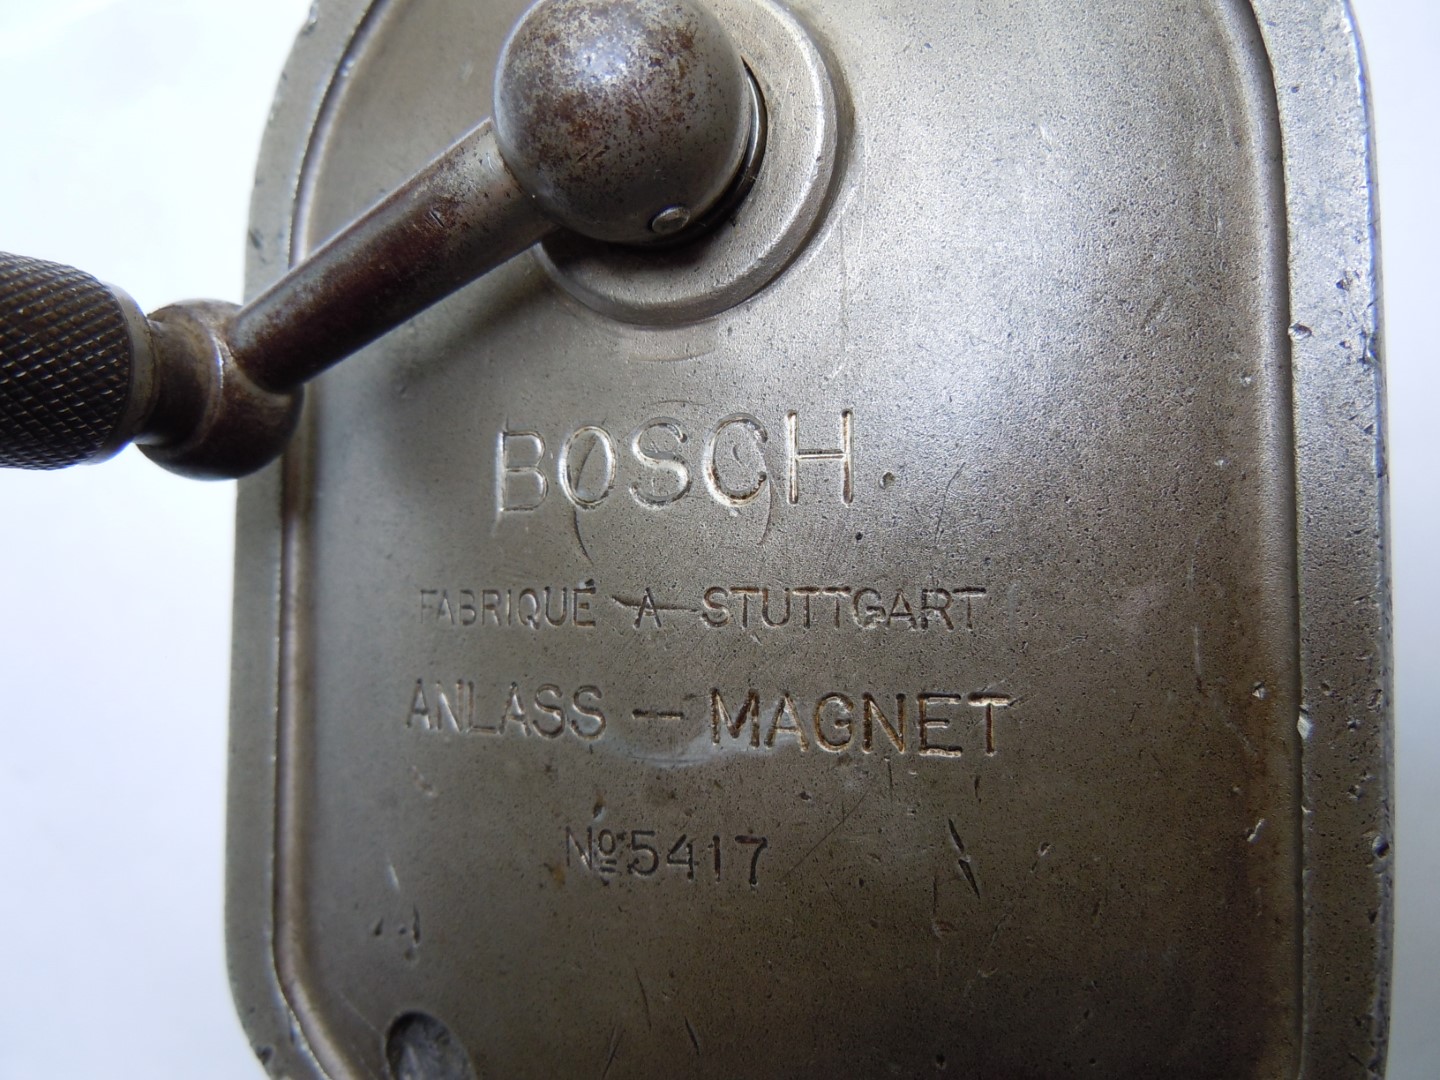 BOSCH
FABRIQUÉ A STUTTGART
ANLASS - MAGNET
No 5417